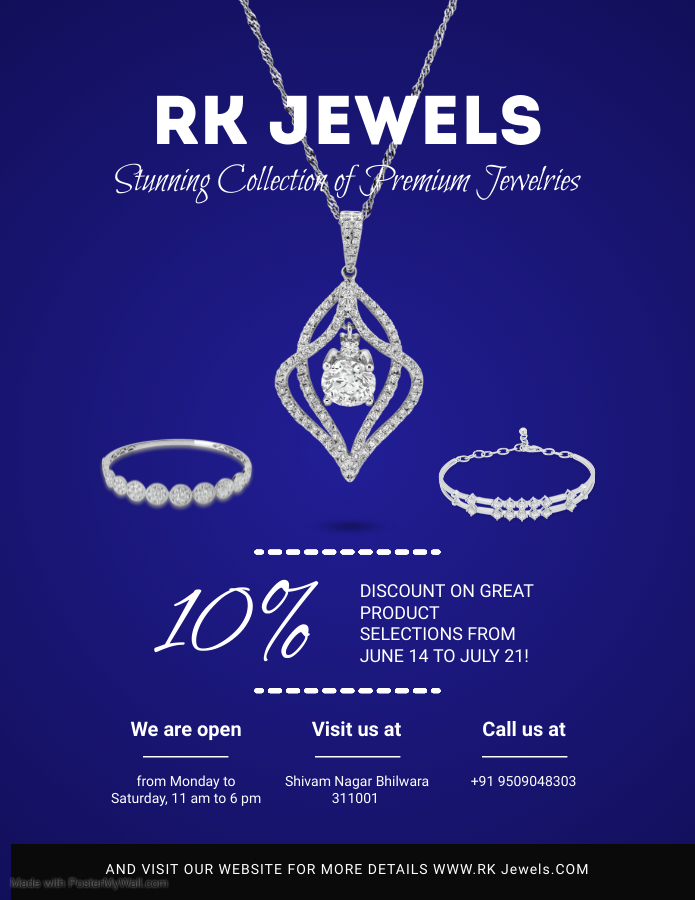 RK JEWELS
Stunning Collection of Premium Jewelries
10%
DISCOUNT ON GREAT
PRODUCT
SELECTIONS FROM
JUNE 14 TO JULY 21!
We are open
from Monday to
Saturday, 11 am to 6 pm
Visit us at
Shivam Nagar Bhilwara
311001
Call us at
+91 9509048303
AND VISIT OUR WEBSITE FOR MORE DETAILS WWW.RK Jewels.COM
Made with PosterMyWall.com